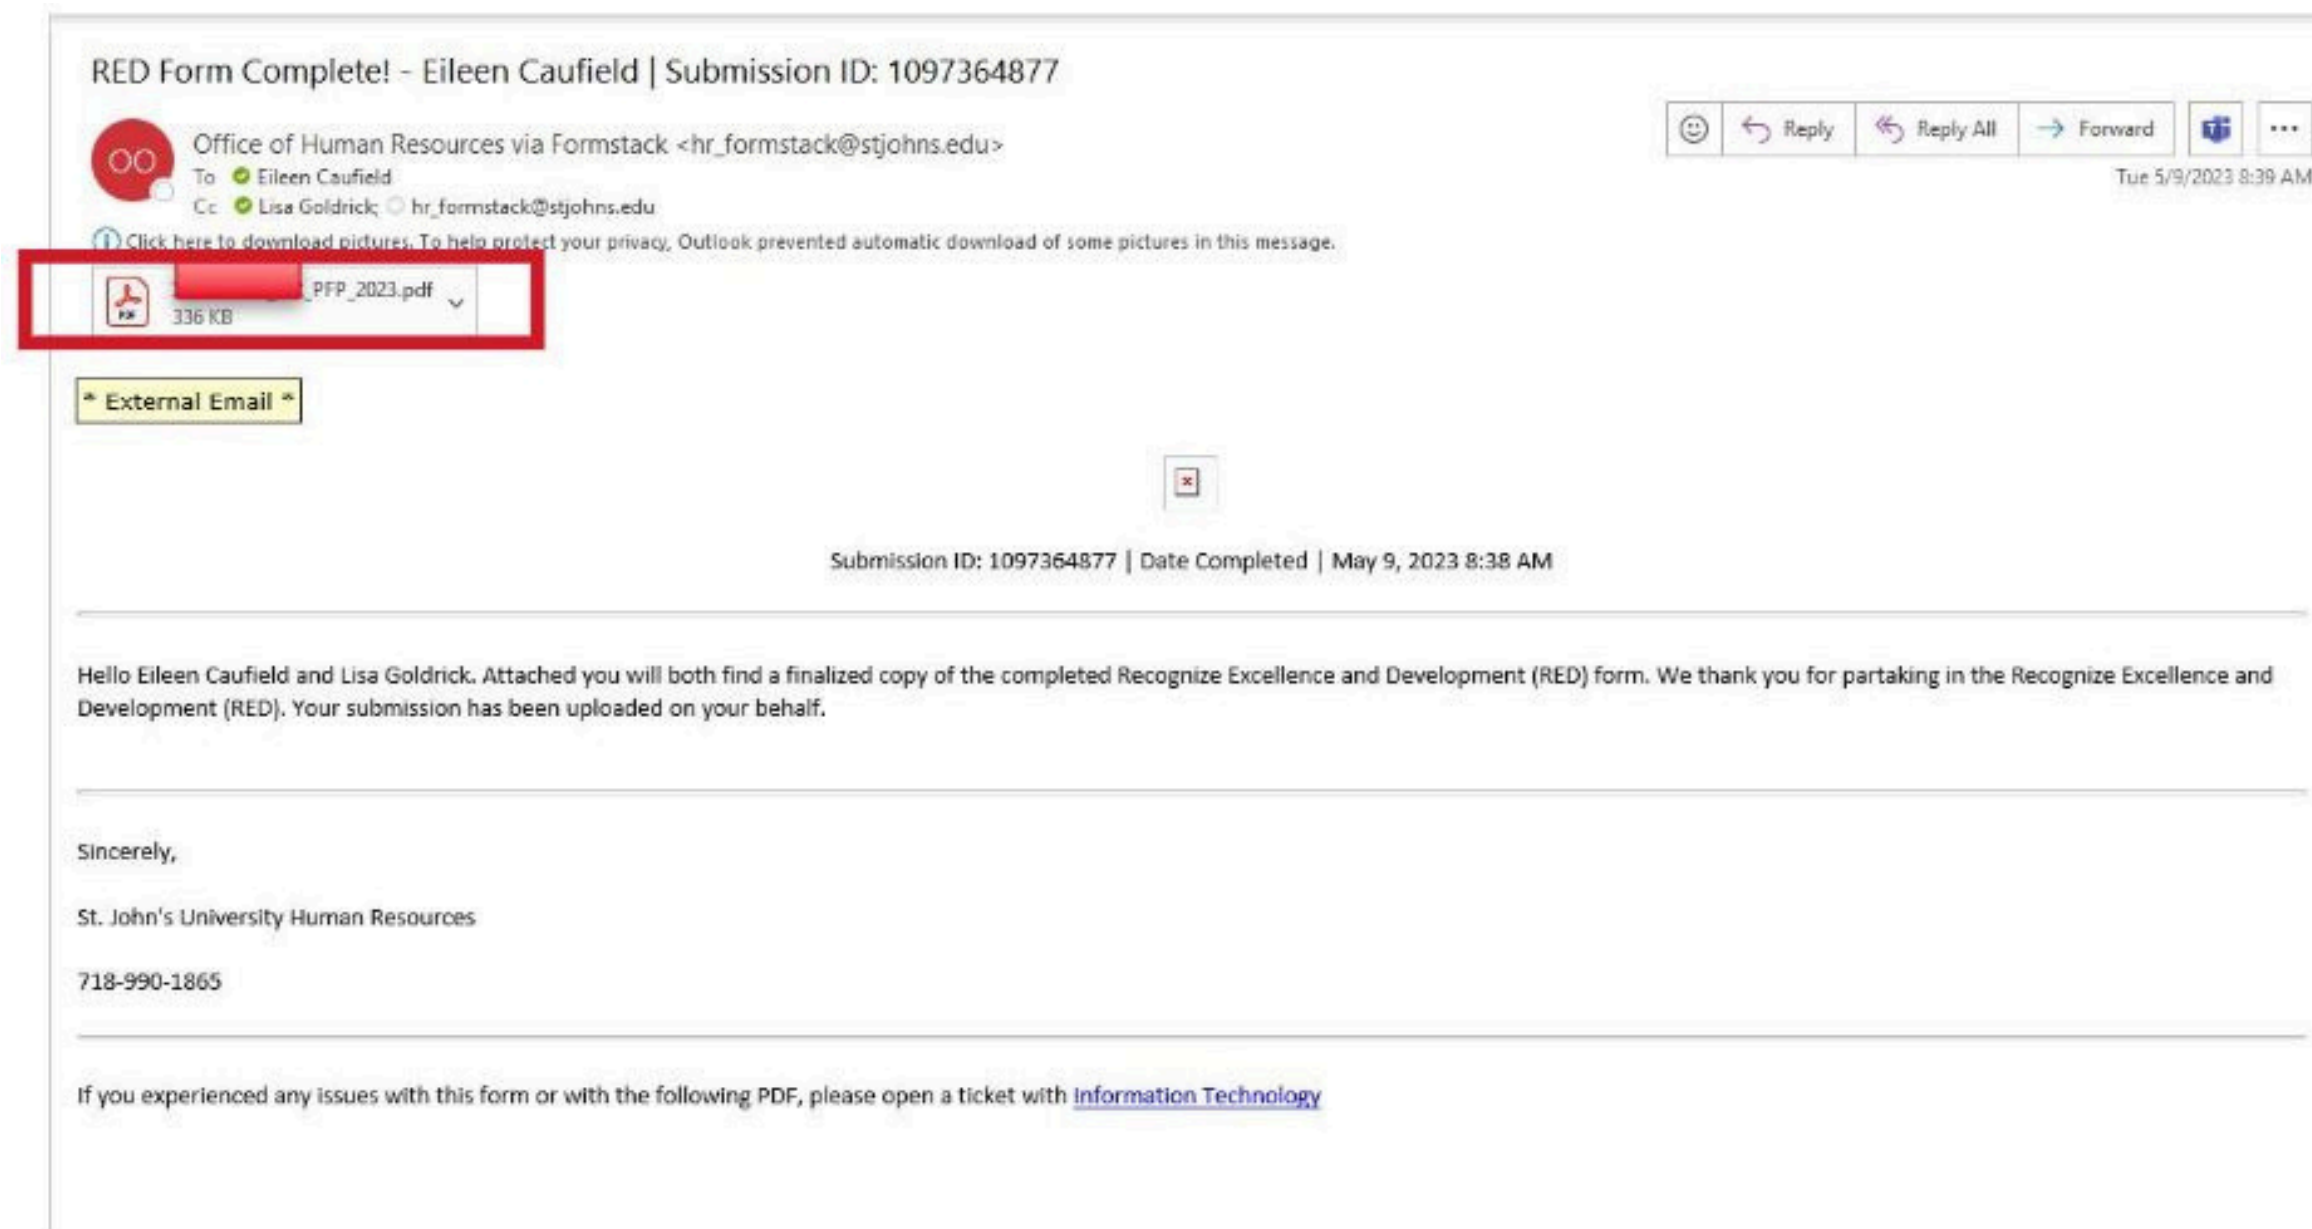 RED Form Complete! - Eileen Caufield | Submission ID: 1097364877
OO
Office of Human Resources via Formstack <hr_formstack@stjohns.edu>
Reply
Reply All
Forward
To Eileen Caufield
Tue 5/9/2023 8:39 AM
Cc Lisa Goldrick; hr_formstack@stjohns.edu
Click here to download pictures. To help protect your privacy, Outlook prevented automatic download of some pictures in this message.
PDF
_PFP_2023.pdf
336 KB
* External Email *
Submission ID: 1097364877 | Date Completed | May 9, 2023 8:38 AM
Hello Eileen Caufield and Lisa Goldrick. Attached you will both find a finalized copy of the completed Recognize Excellence and Development (RED) form. We thank you for partaking in the Recognize Excellence and
Development (RED). Your submission has been uploaded on your behalf.
Sincerely,
St. John's University Human Resources
718-990-1865
If you experienced any issues with this form or with the following PDF, please open a ticket with Information Technology